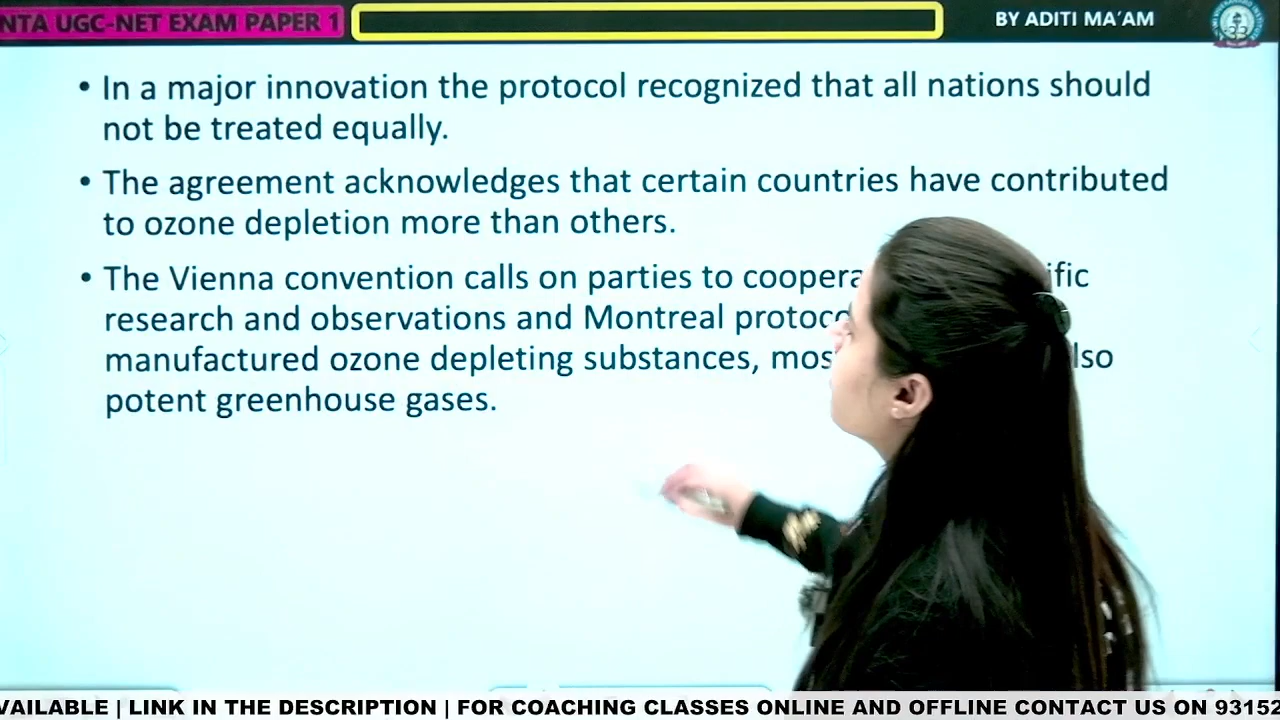 NTA UGC-NET EXAM PAPER 1
BY ADITI MA'AM
• In a major innovation the protocol recognized that all nations should
not be treated equally.
• The agreement acknowledges that certain countries have contributed
to ozone depletion more than others.
• The Vienna convention calls on parties to
research and observations and Montreal
manufactured ozone depleting substances,
potent greenhouse gases.
VAILABLE | LINK IN THE DESCRIPTION | FOR COACHING CLASSES ONLINE AND OFFLINE CONTACT US ON 93152